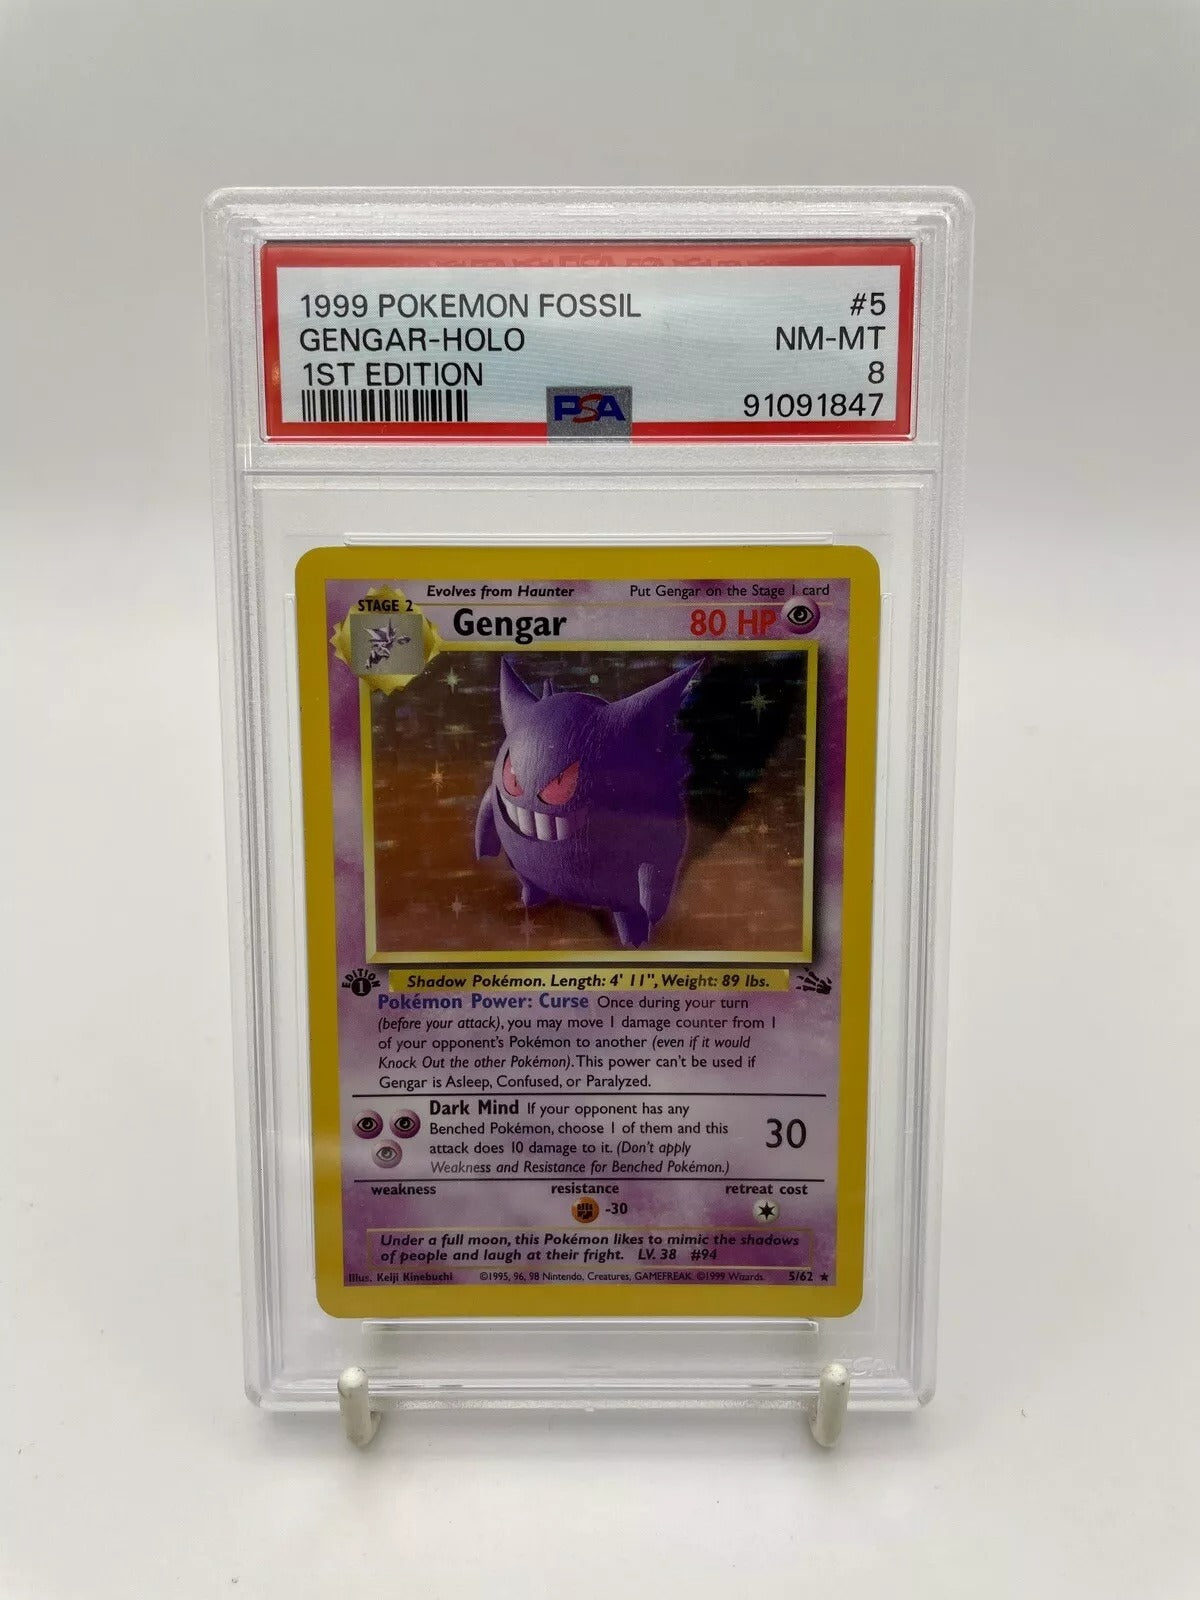 1999 POKEMON FOSSIL #5
GENGAR-HOLO NM-MT
1ST EDITION 8
PSA 91091847
Evolves from Haunter Put Gengar on the Stage 1 card
STAGE 2 Gengar 80 HP
EDITION 1
Shadow Pokémon. Length: 4' 11", Weight: 89 lbs.
Pokémon Power: Curse Once during your turn
(before your attack), you may move 1 damage counter from 1
of your opponent's Pokémon to another (even if it would
Knock Out the other Pokémon). This power can't be used if
Gengar is Asleep, Confused, or Paralyzed.
Dark Mind If your opponent has any
Benched Pokémon, choose 1 of them and this
attack does 10 damage to it. (Don't apply
Weakness and Resistance for Benched Pokémon.)
30
weakness resistance retreat cost
-30
Under a full moon, this Pokémon likes to mimic the shadows
of people and laugh at their fright. LV. 38 #94
Illus. Keiji Kinebuchi ©1995, 96, 98 Nintendo, Creatures, GAMEFREAK. ©1999 Wizards. 5/62 ★
PSA